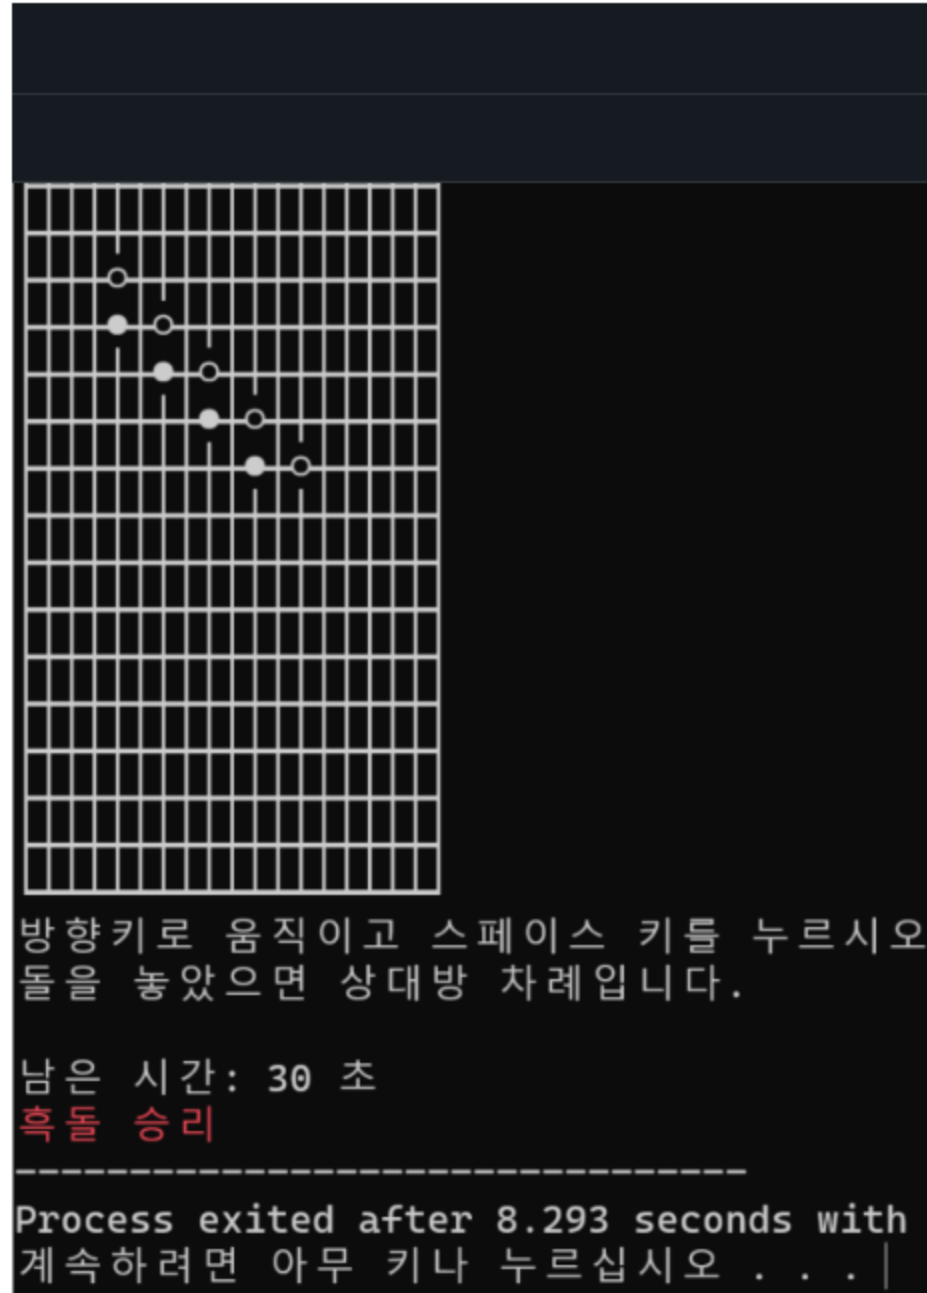 방향키로 움직이고 스페이스 키를 누르시오
돌을 놓았으면 상대방 차례입니다.
남은 시간: 30 초
흑돌 승리
--------------------------------
Process exited after 8.293 seconds with
계속하려면 아무 키나 누르십시오 . . .